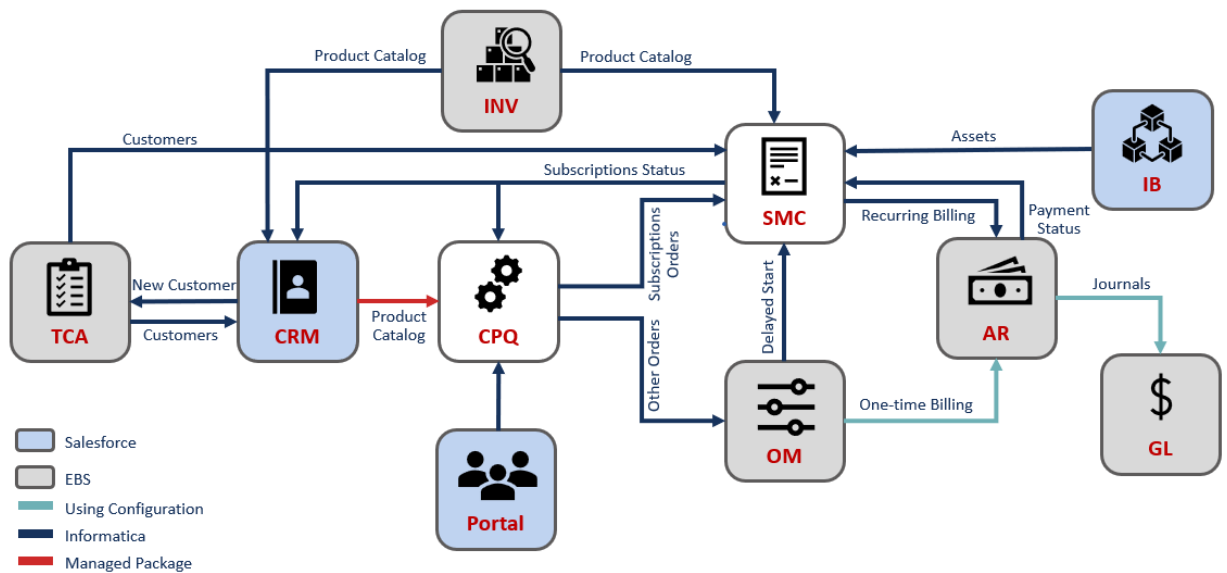 Product Catalog
Product Catalog
INV
Customers
Assets
Subscriptions Status
IB
SMC
Recurring Billing
Payment
Status
Subscriptions
Orders
New Customer
Journals
TCA
Customers
CRM
Product
Catalog
CPQ
Delayed Start
AR
Other Orders
One-time Billing
OM
GL
Portal
Salesforce
EBS
Using Configuration
Informatica
Managed Package